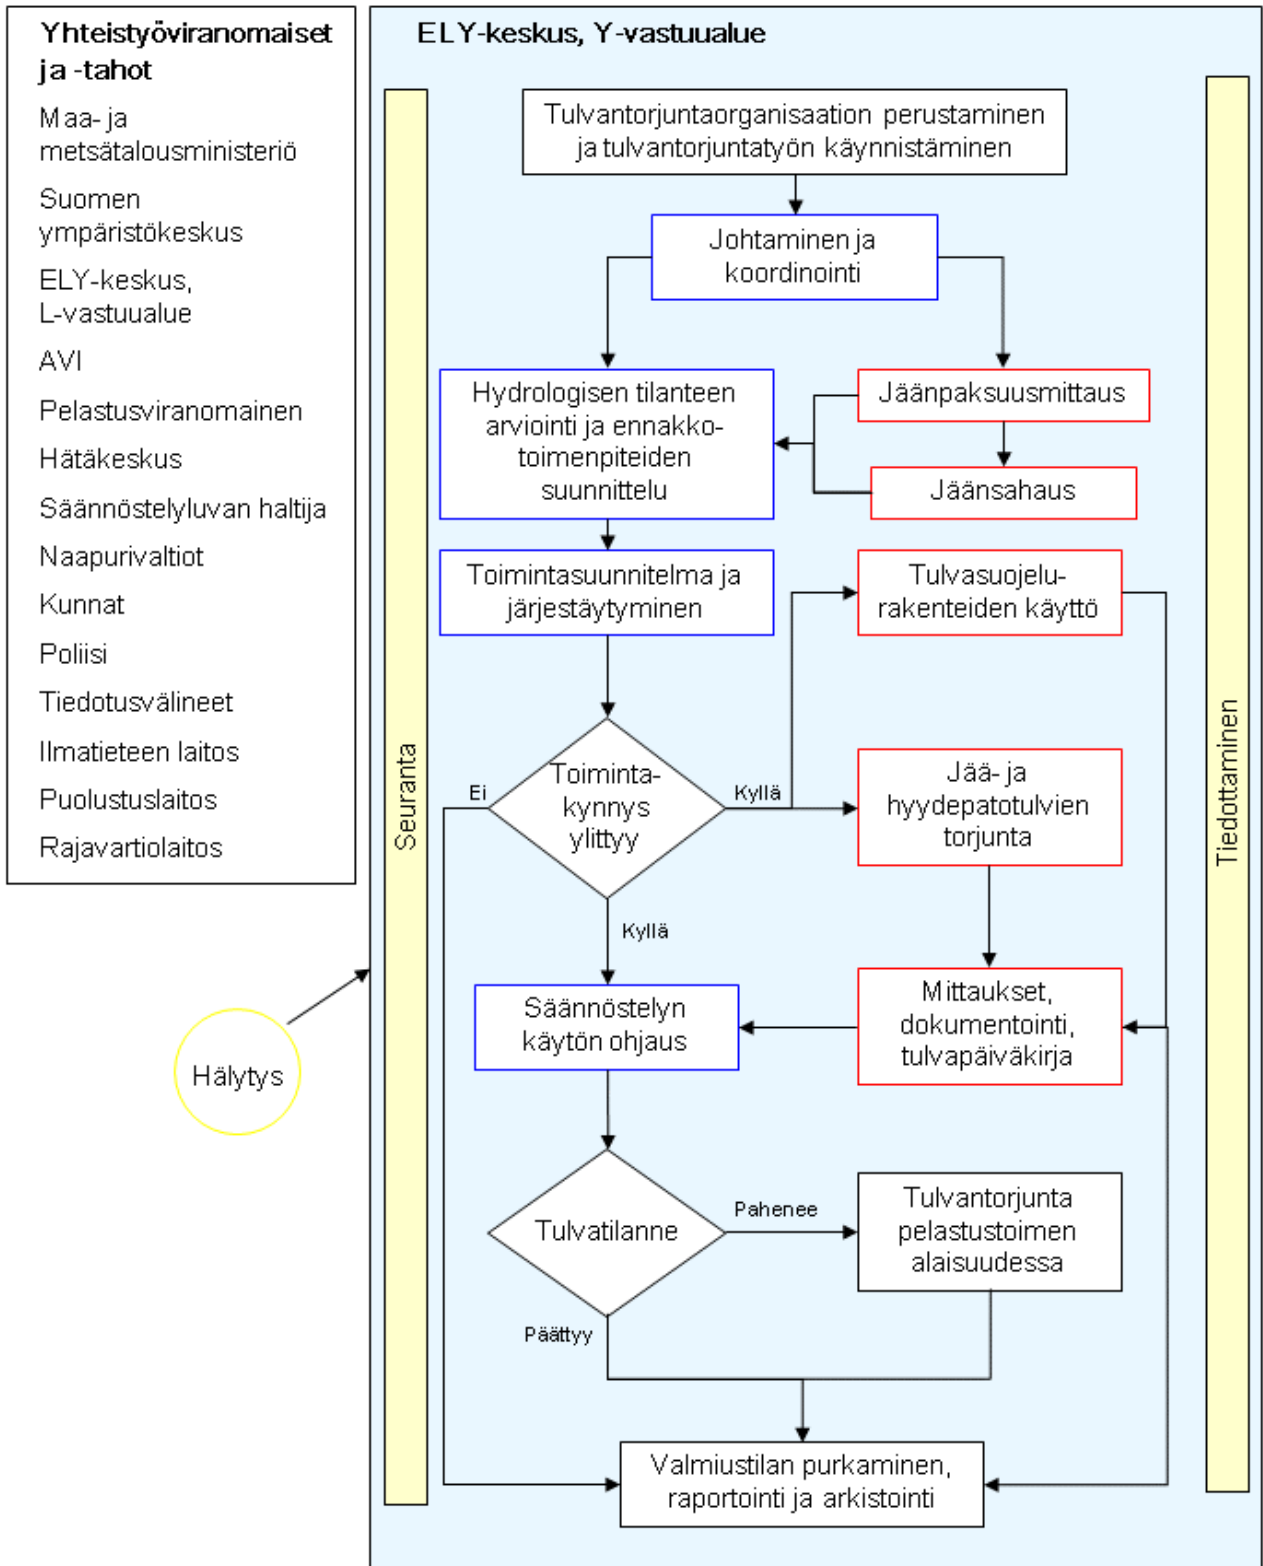 Yhteistyöviranomaiset
ja -tahot
Maa- ja
metsätalousministeriö
Suomen
ympäristökeskus
ELY-keskus,
L-vastuualue
AVI
Pelastusviranomainen
Hätäkeskus
Säännöstelyluvan haltija
Naapurivaltiot
Kunnat
Poliisi
Tiedotusvälineet
Ilmatieteen laitos
Puolustuslaitos
Rajavartiolaitos
Hälytys
ELY-keskus, Y-vastuualue
Seuranta
Tulvantorjuntaorganisaation perustaminen
ja tulvantorjuntatyön käynnistäminen
Johtaminen ja
koordinointi
Hydrologisen tilanteen
arviointi ja ennakko-
toimenpiteiden
suunnittelu
Jäänpaksuusmittaus
Jäänsahaus
Toimintasuunnitelma ja
järjestäytyminen
Tulvasuojelu-
rakenteiden käyttö
Ei
Toiminta-
kynnys
ylittyy
Kyllä
Jää- ja
hyydepatotulvien
torjunta
Kyllä
Säännöstelyn
käytön ohjaus
Mittaukset,
dokumentointi,
tulvapäiväkirja
Tulvatilanne
Pahenee
Tulvantorjunta
pelastustoimen
alaisuudessa
Päättyy
Valmiustilan purkaminen,
raportointi ja arkistointi
Tiedottaminen